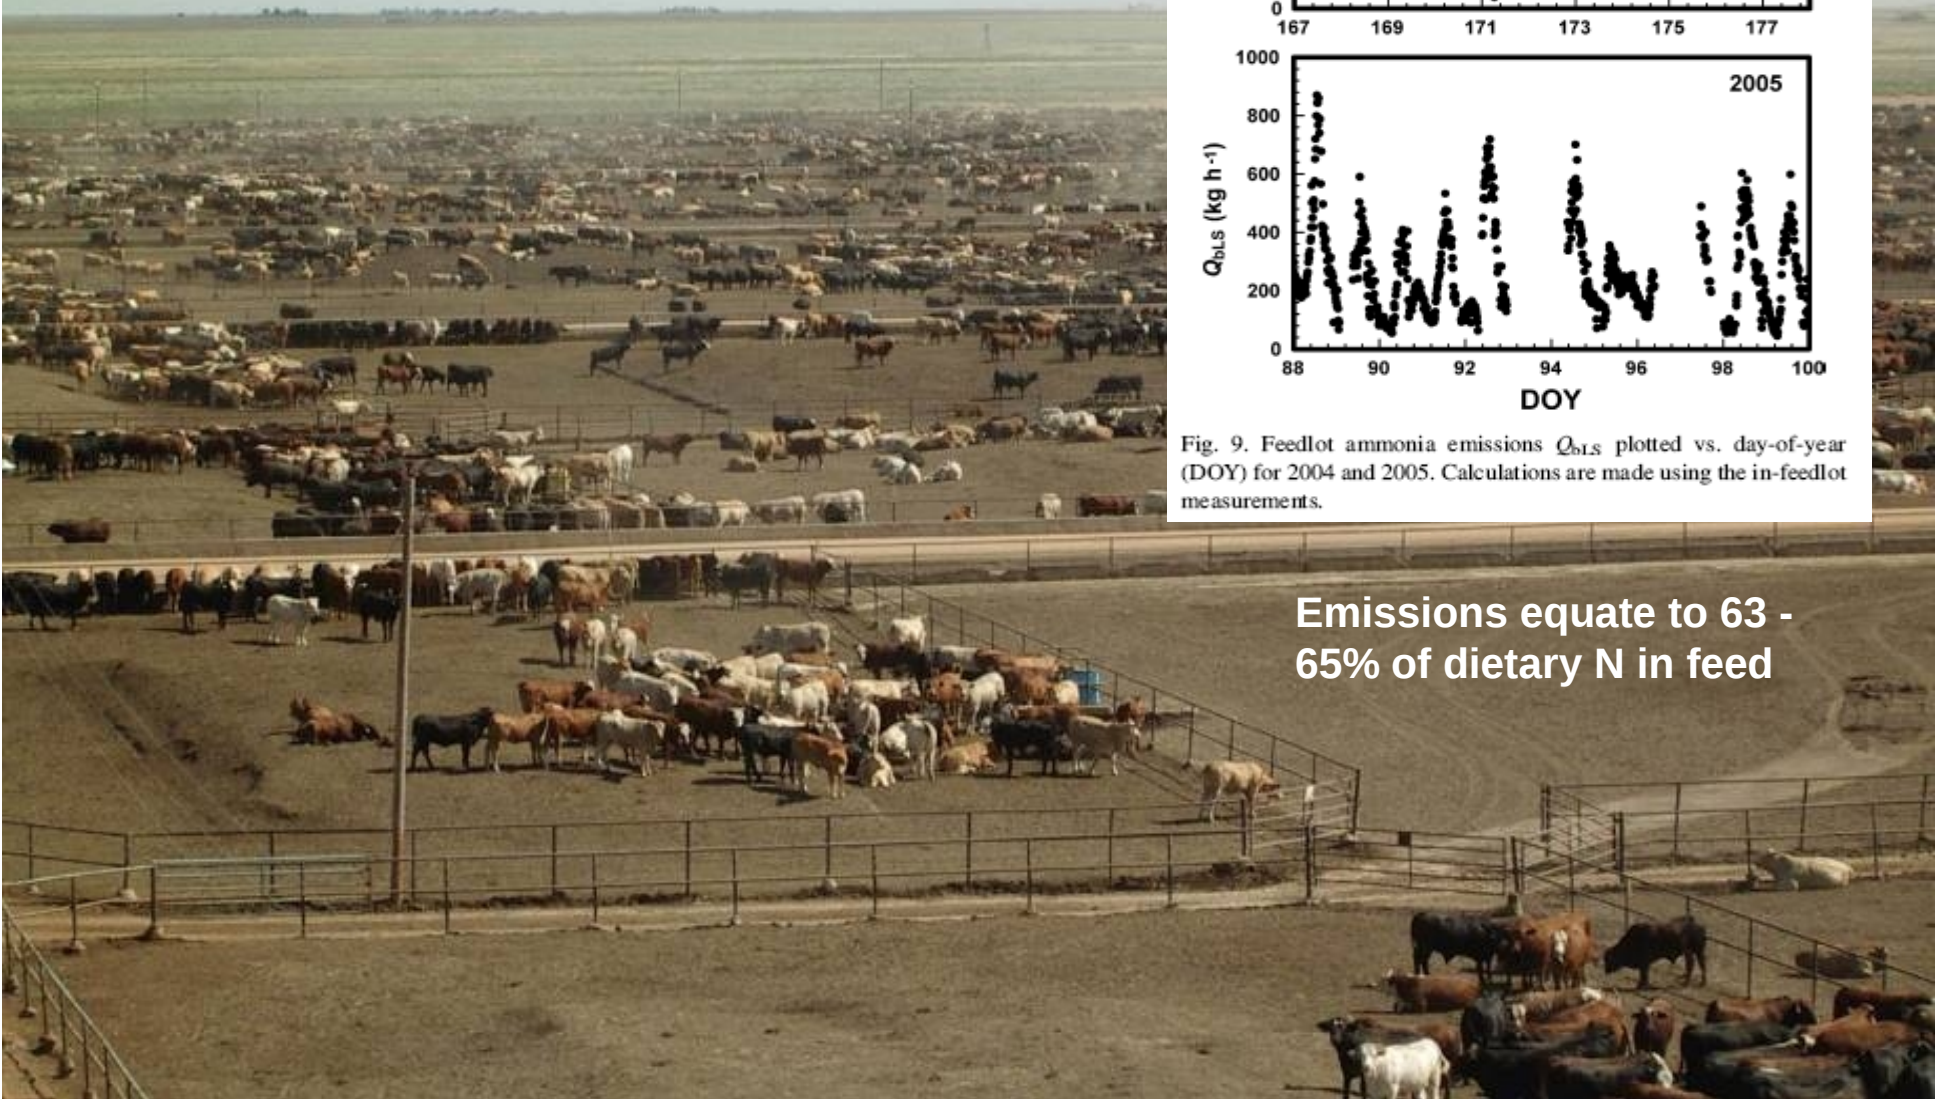 0
167 169 171 173 175 177
1000
2005
800
600
400
200
0
Q_bLS (kg h⁻¹)
88 90 92 94 96 98 100
DOY
Fig. 9. Feedlot ammonia emissions Q_bLS plotted vs. day-of-year
(DOY) for 2004 and 2005. Calculations are made using the in-feedlot
measurements.
Emissions equate to 63 -
65% of dietary N in feed